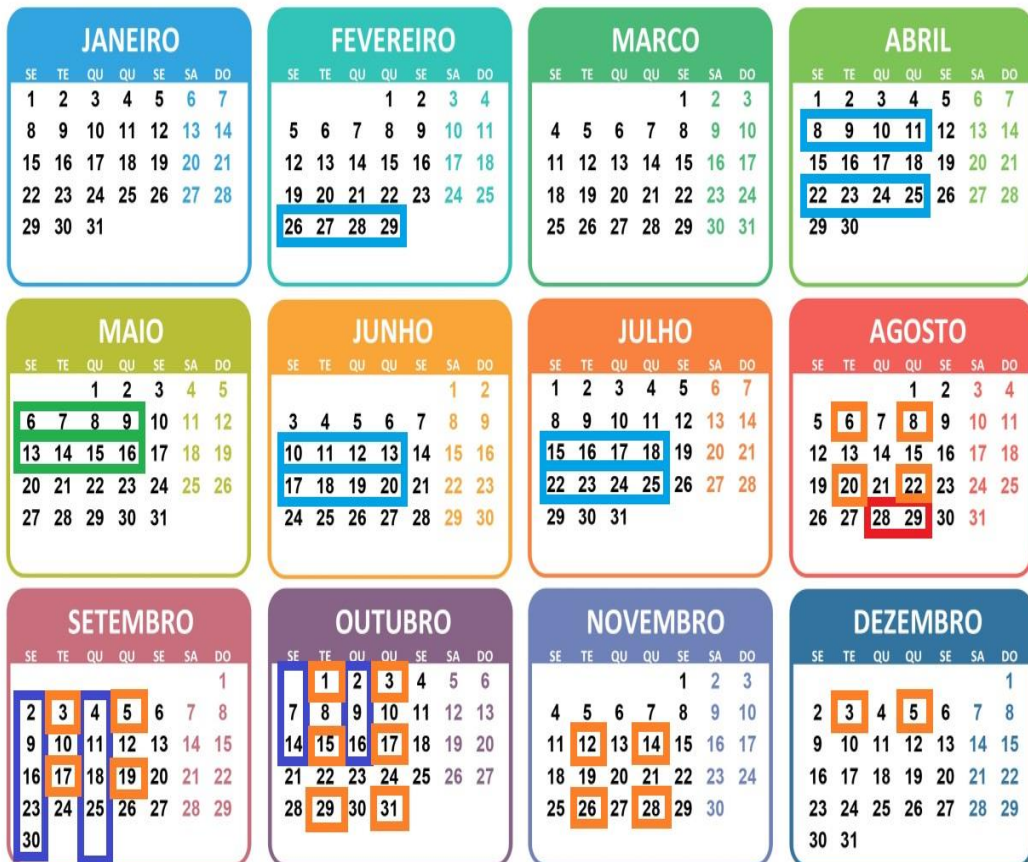 JANEIRO
SE TE QU QU SE SA DO
1 2 3 4 5 6 7
8 9 10 11 12 13 14
15 16 17 18 19 20 21
22 23 24 25 26 27 28
29 30 31
FEVEREIRO
SE TE QU QU SE SA DO
1 2 3 4
5 6 7 8 9 10 11
12 13 14 15 16 17 18
19 20 21 22 23 24 25
26 27 28 29
MARCO
SE TE QU QU SE SA DO
1 2 3
4 5 6 7 8 9 10
11 12 13 14 15 16 17
18 19 20 21 22 23 24
25 26 27 28 29 30 31
ABRIL
SE TE QU QU SE SA DO
1 2 3 4 5 6 7
8 9 10 11 12 13 14
15 16 17 18 19 20 21
22 23 24 25 26 27 28
29 30
MAIO
SE TE QU QU SE SA DO
1 2 3 4 5
6 7 8 9 10 11 12
13 14 15 16 17 18 19
20 21 22 23 24 25 26
27 28 29 30 31
JUNHO
SE TE QU QU SE SA DO
1 2
3 4 5 6 7 8 9
10 11 12 13 14 15 16
17 18 19 20 21 22 23
24 25 26 27 28 29 30
JULHO
SE TE QU QU SE SA DO
1 2 3 4 5 6 7
8 9 10 11 12 13 14
15 16 17 18 19 20 21
22 23 24 25 26 27 28
29 30 31
AGOSTO
SE TE QU QU SE SA DO
1 2 3 4
5 6 7 8 9 10 11
12 13 14 15 16 17 18
19 20 21 22 23 24 25
26 27 28 29 30 31
SETEMBRO
SE TE QU QU SE SA DO
1
2 3 4 5 6 7 8
9 10 11 12 13 14 15
16 17 18 19 20 21 22
23 24 25 26 27 28 29
30
OUTUBRO
SE TE QU QU SE SA DO
1 2 3 4 5 6
7 8 9 10 11 12 13
14 15 16 17 18 19 20
21 22 23 24 25 26 27
28 29 30 31
NOVEMBRO
SE TE QU QU SE SA DO
1 2 3
4 5 6 7 8 9 10
11 12 13 14 15 16 17
18 19 20 21 22 23 24
25 26 27 28 29 30
DEZEMBRO
SE TE QU QU SE SA DO
1
2 3 4 5 6 7 8
9 10 11 12 13 14 15
16 17 18 19 20 21 22
23 24 25 26 27 28 29
30 31